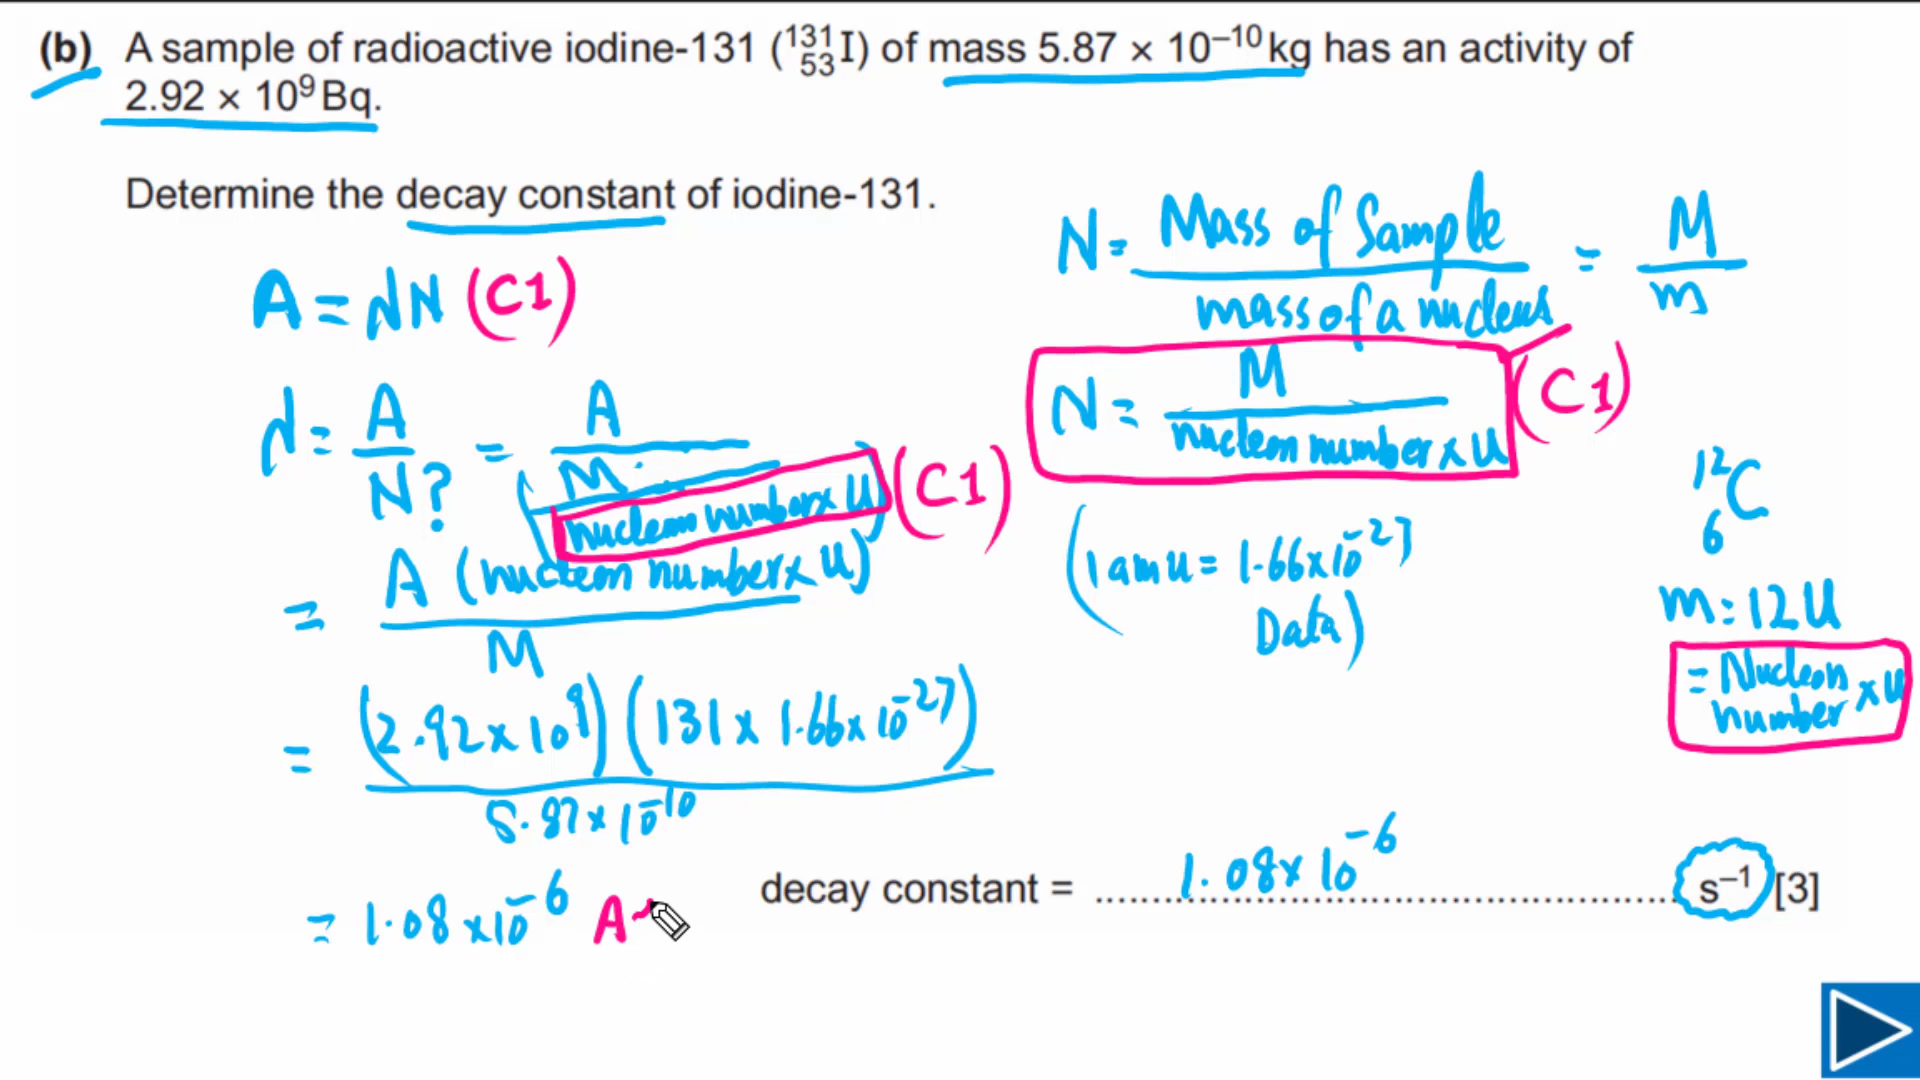 (b) A sample of radioactive iodine-131 (¹³¹₅₃I) of mass 5.87 × 10⁻¹⁰ kg has an activity of
2.92 × 10⁹ Bq.
Determine the decay constant of iodine-131.
A = λN (C1)
λ = A/N? = A/(M/(nucleon number × u)) (C1)
= A (nucleon number × u) / M
= (2.92 × 10⁹) (131 × 1.66 × 10⁻²⁷) / 5.87 × 10⁻¹⁰
= 1.08 × 10⁻⁶ A
N = Mass of Sample / mass of a nucleus = M/m
N = M / nucleon number × u (C1)
(1 amu = 1.66 × 10⁻²⁷
Data)
¹²₆C
m = 12u
= Nucleon number × u
decay constant = 1.08 × 10⁻⁶ s⁻¹ [3]